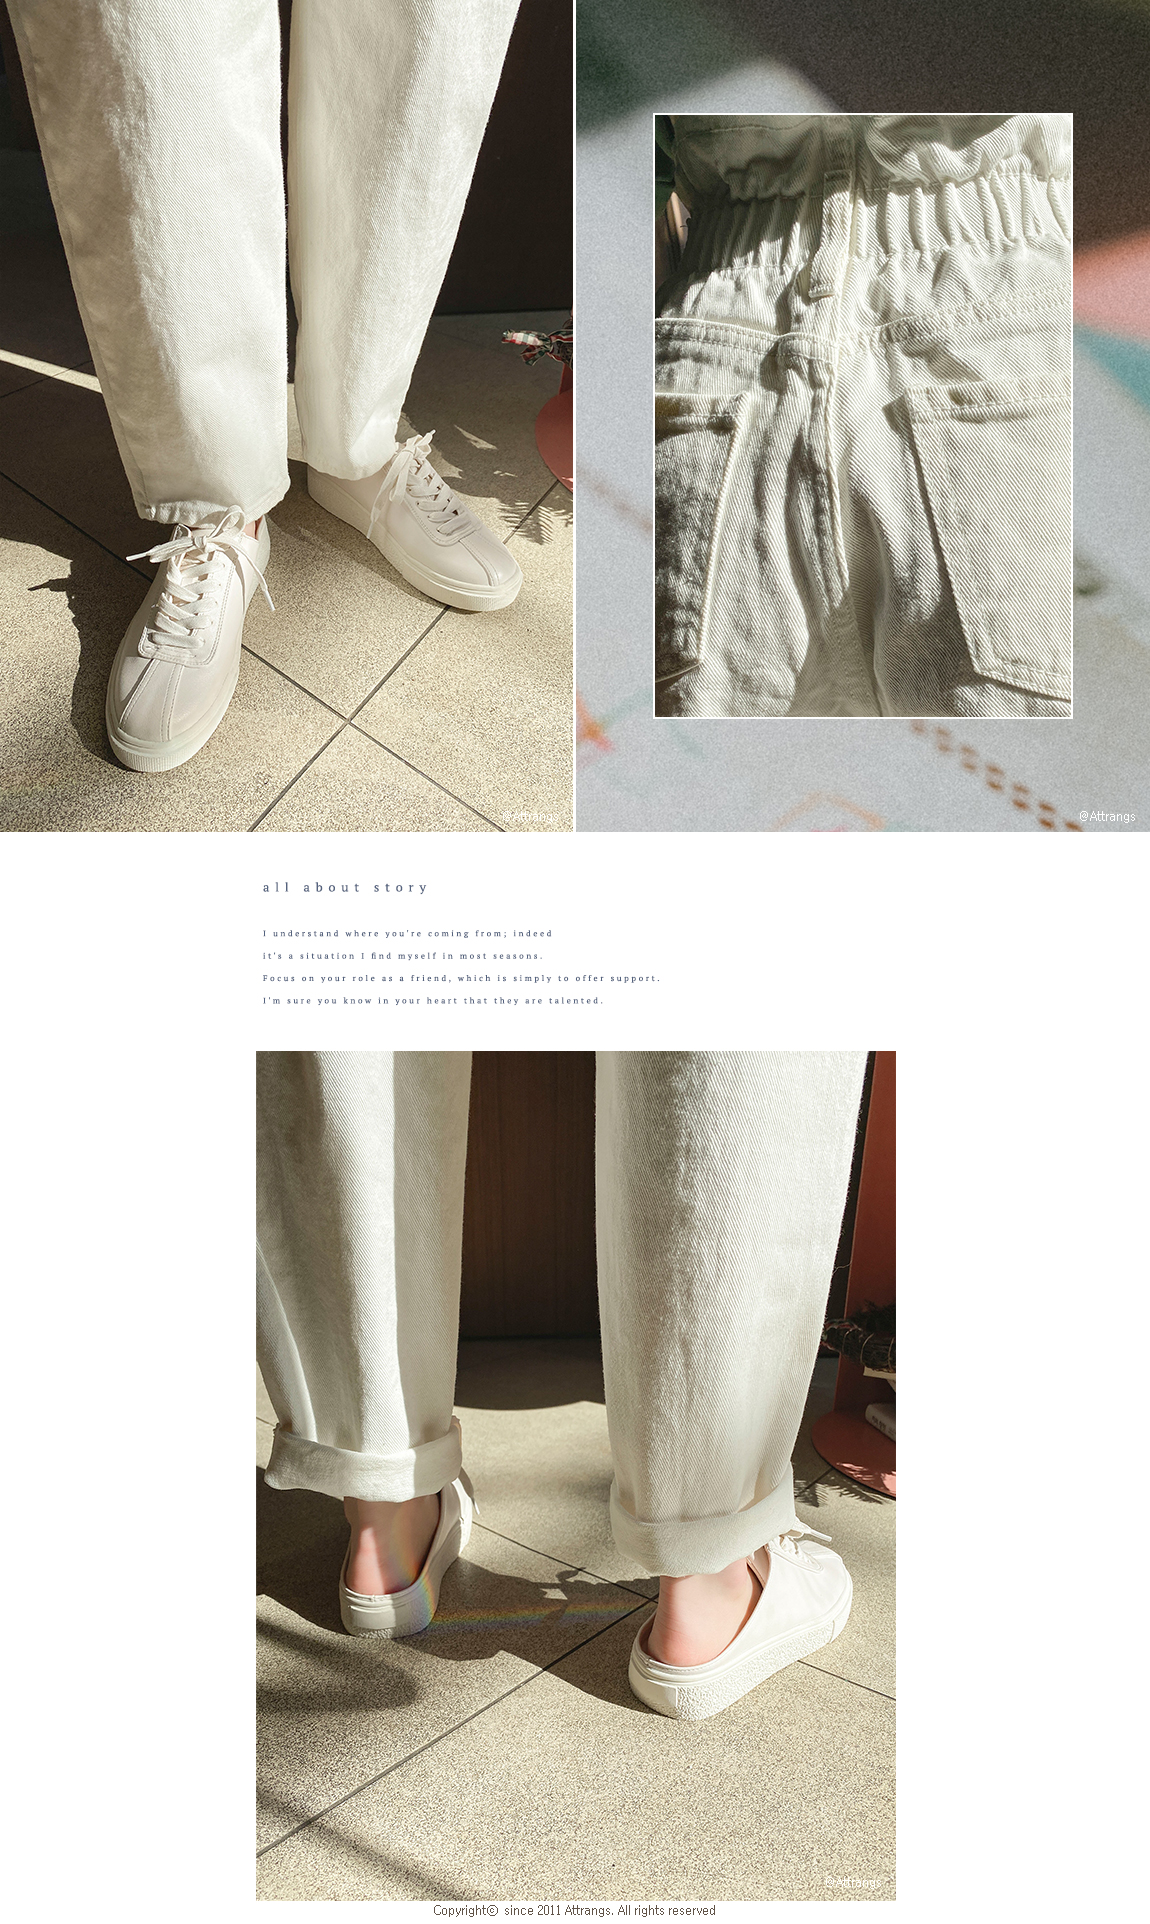 @Attrangs
@Attrangs
all about story
I understand where you're coming from; indeed
it's a situation I find myself in most seasons.
Focus on your role as a friend, which is simply to offer support.
I'm sure you know in your heart that they are talented.
@Attrangs
Copyrightⓒ since 2011 Attrangs. All rights reserved